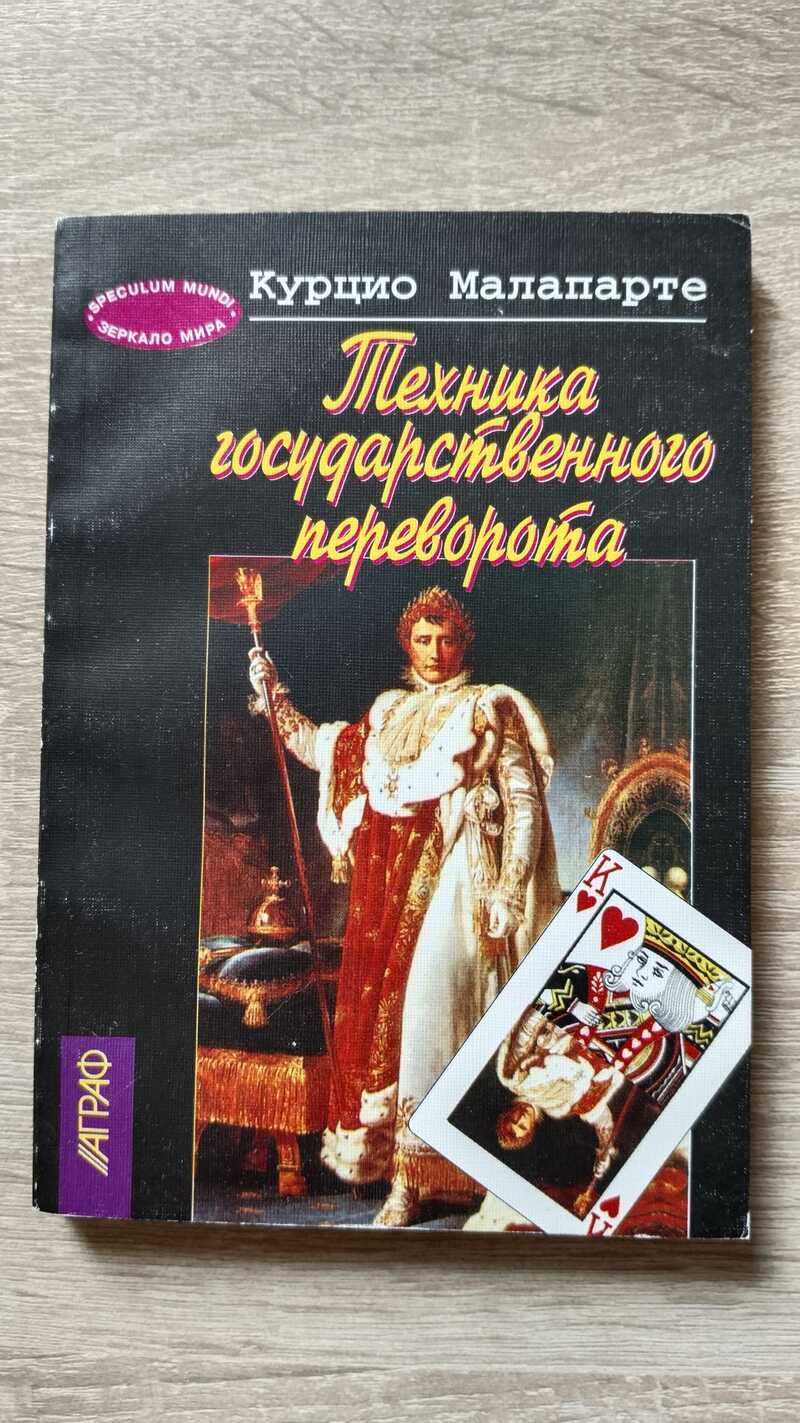 SPECULUM MUNDI
ЗЕРКАЛО МИРА
Курцио Малапарте
Техника
государственного
переворота
K
K
АГРАФ